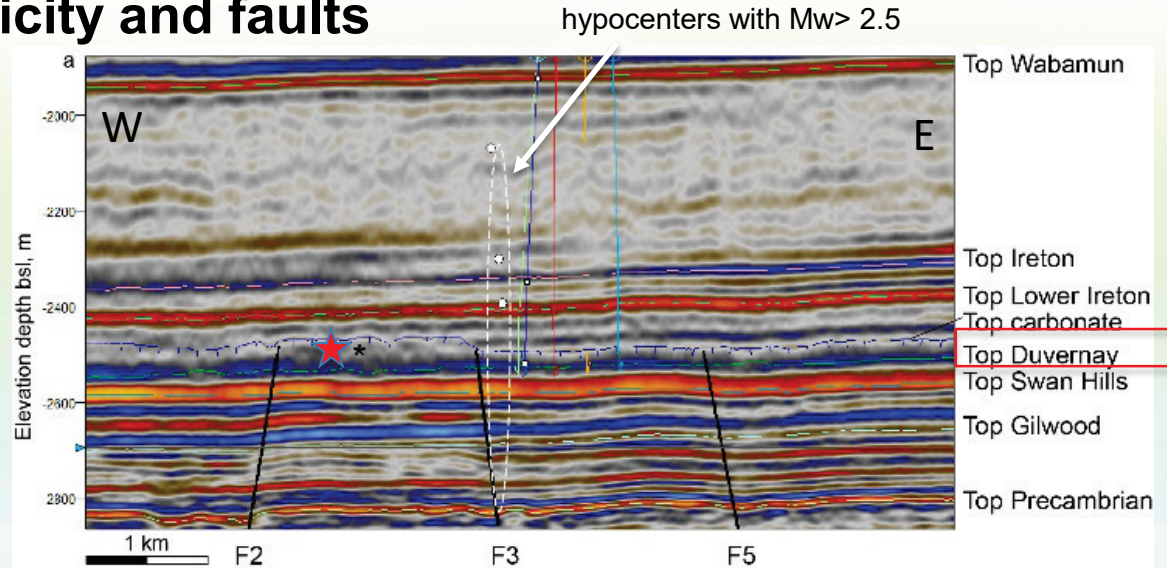 icity and faults
hypocenters with Mw> 2.5
a
W
E
Elevation depth bsl, m
-2000
-2200
-2400
-2600
2800
Top Wabamun
Top Ireton
Top Lower Ireton
Top carbonate
Top Duvernay
Top Swan Hills
Top Gilwood
Top Precambrian
*
1 km
F2
F3
F5